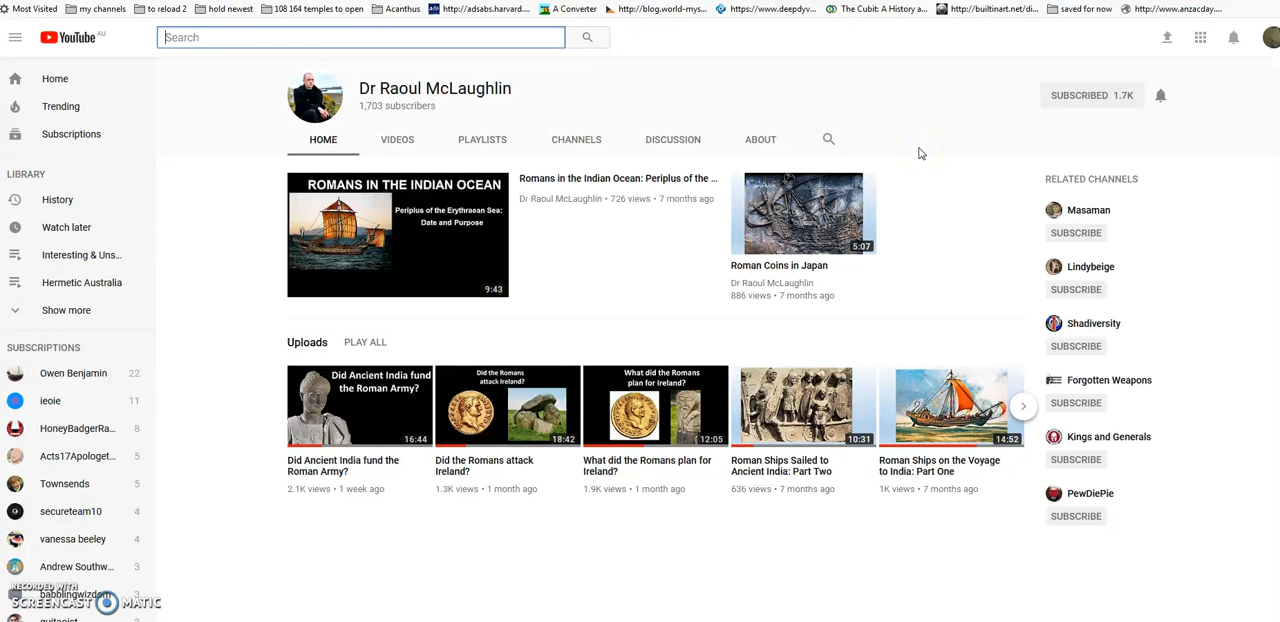 Most Visited
my channels
to reload 2
hold newest
108 164 temples to open
Acanthus
http://adsabs.harvard....
A Converter
http://blog.world-mys...
https://www.deepdyv...
The Cubit: A History a...
http://builtinart.net/di...
saved for now
http://www.anzacday....
YouTube AU
Search
Home
Trending
Subscriptions
LIBRARY
History
Watch later
Interesting & Uns...
Hermetic Australia
Show more
SUBSCRIPTIONS
Owen Benjamin 22
ieoie 11
HoneyBadgerRa... 8
Acts17Apologet... 5
Townsends 5
secureteam10 4
vanessa beeley 4
Andrew Southw... 3
babblingwizdom 3
guitaoist
RECORDED WITH
SCREENCAST MATIC
Dr Raoul McLaughlin
1,703 subscribers
SUBSCRIBED 1.7K
HOME
VIDEOS
PLAYLISTS
CHANNELS
DISCUSSION
ABOUT
ROMANS IN THE INDIAN OCEAN
Periplus of the Erythraean Sea:
Date and Purpose
9:43
Romans in the Indian Ocean: Periplus of the ...
Dr Raoul McLaughlin • 726 views • 7 months ago
5:07
Roman Coins in Japan
Dr Raoul McLaughlin
886 views • 7 months ago
Uploads
PLAY ALL
Did Ancient India fund
the Roman Army?
16:44
Did Ancient India fund the
Roman Army?
2.1K views • 1 week ago
Did the Romans
attack Ireland?
18:42
Did the Romans attack
Ireland?
1.3K views • 1 month ago
What did the Romans
plan for Ireland?
12:05
What did the Romans plan for
Ireland?
1.9K views • 1 month ago
10:31
Roman Ships Sailed to
Ancient India: Part Two
636 views • 7 months ago
14:52
Roman Ships on the Voyage
to India: Part One
1K views • 7 months ago
RELATED CHANNELS
Masaman
SUBSCRIBE
Lindybeige
SUBSCRIBE
Shadiversity
SUBSCRIBE
Forgotten Weapons
SUBSCRIBE
Kings and Generals
SUBSCRIBE
PewDiePie
SUBSCRIBE